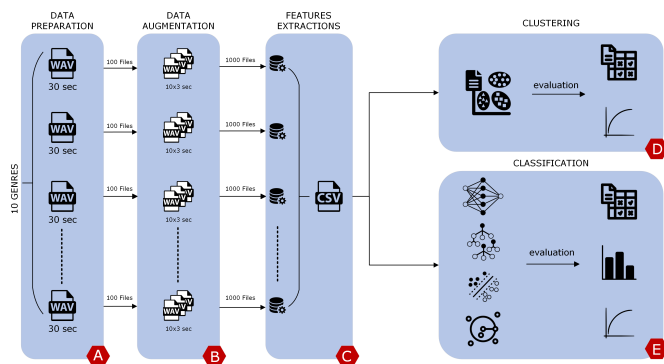 DATA
PREPARATION
DATA
AUGMENTATION
FEATURES
EXTRACTIONS
CLUSTERING
10 GENRES
WAV
30 sec
100 Files
WAV
10x3 sec
1000 Files
WAV
30 sec
100 Files
WAV
10x3 sec
1000 Files
WAV
30 sec
100 Files
WAV
10x3 sec
1000 Files
WAV
30 sec
100 Files
WAV
10x3 sec
1000 Files
CSV
evaluation
CLASSIFICATION
evaluation
A
B
C
D
E